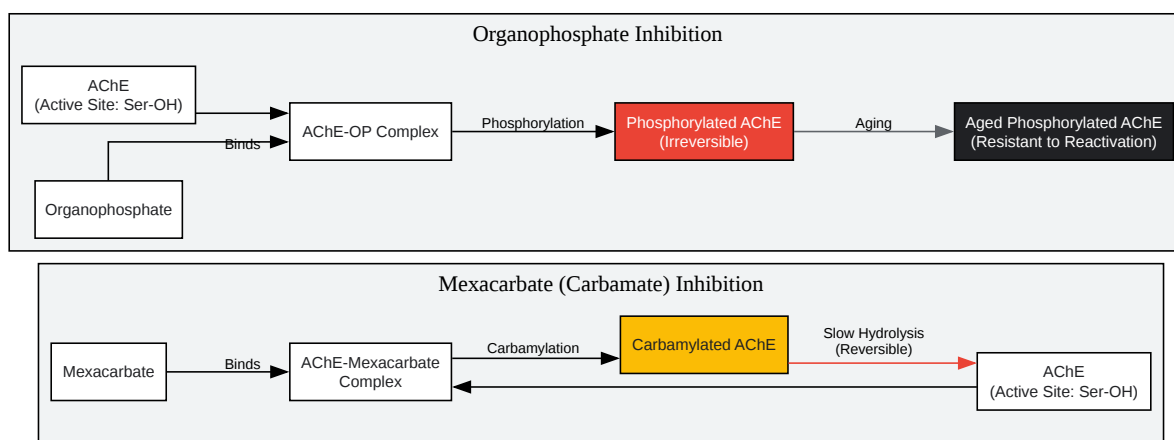 Organophosphate Inhibition
AChE
(Active Site: Ser-OH)
Organophosphate
Binds
AChE-OP Complex
Phosphorylation
Phosphorylated AChE
(Irreversible)
Aging
Aged Phosphorylated AChE
(Resistant to Reactivation)
Mexacarbate (Carbamate) Inhibition
Mexacarbate
Binds
AChE-Mexacarbate
Complex
Carbamylation
Carbamylated AChE
Slow Hydrolysis
(Reversible)
AChE
(Active Site: Ser-OH)